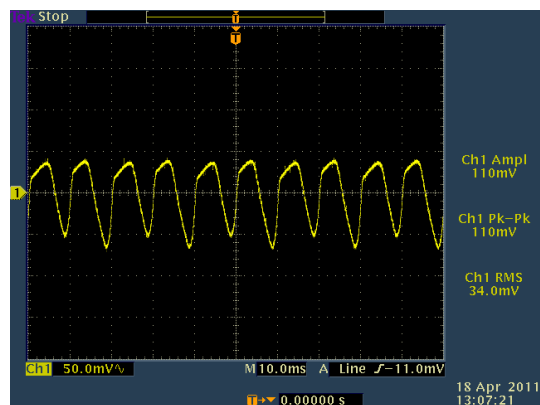 Stop
T
T
1
Ch1 Ampl
110mV
Ch1 Pk-Pk
110mV
Ch1 RMS
34.0mV
Ch1 50.0mV∿ M 10.0ms A Line ƒ -11.0mV
T→▼ 0.00000 s
18 Apr 2011
13:07:21